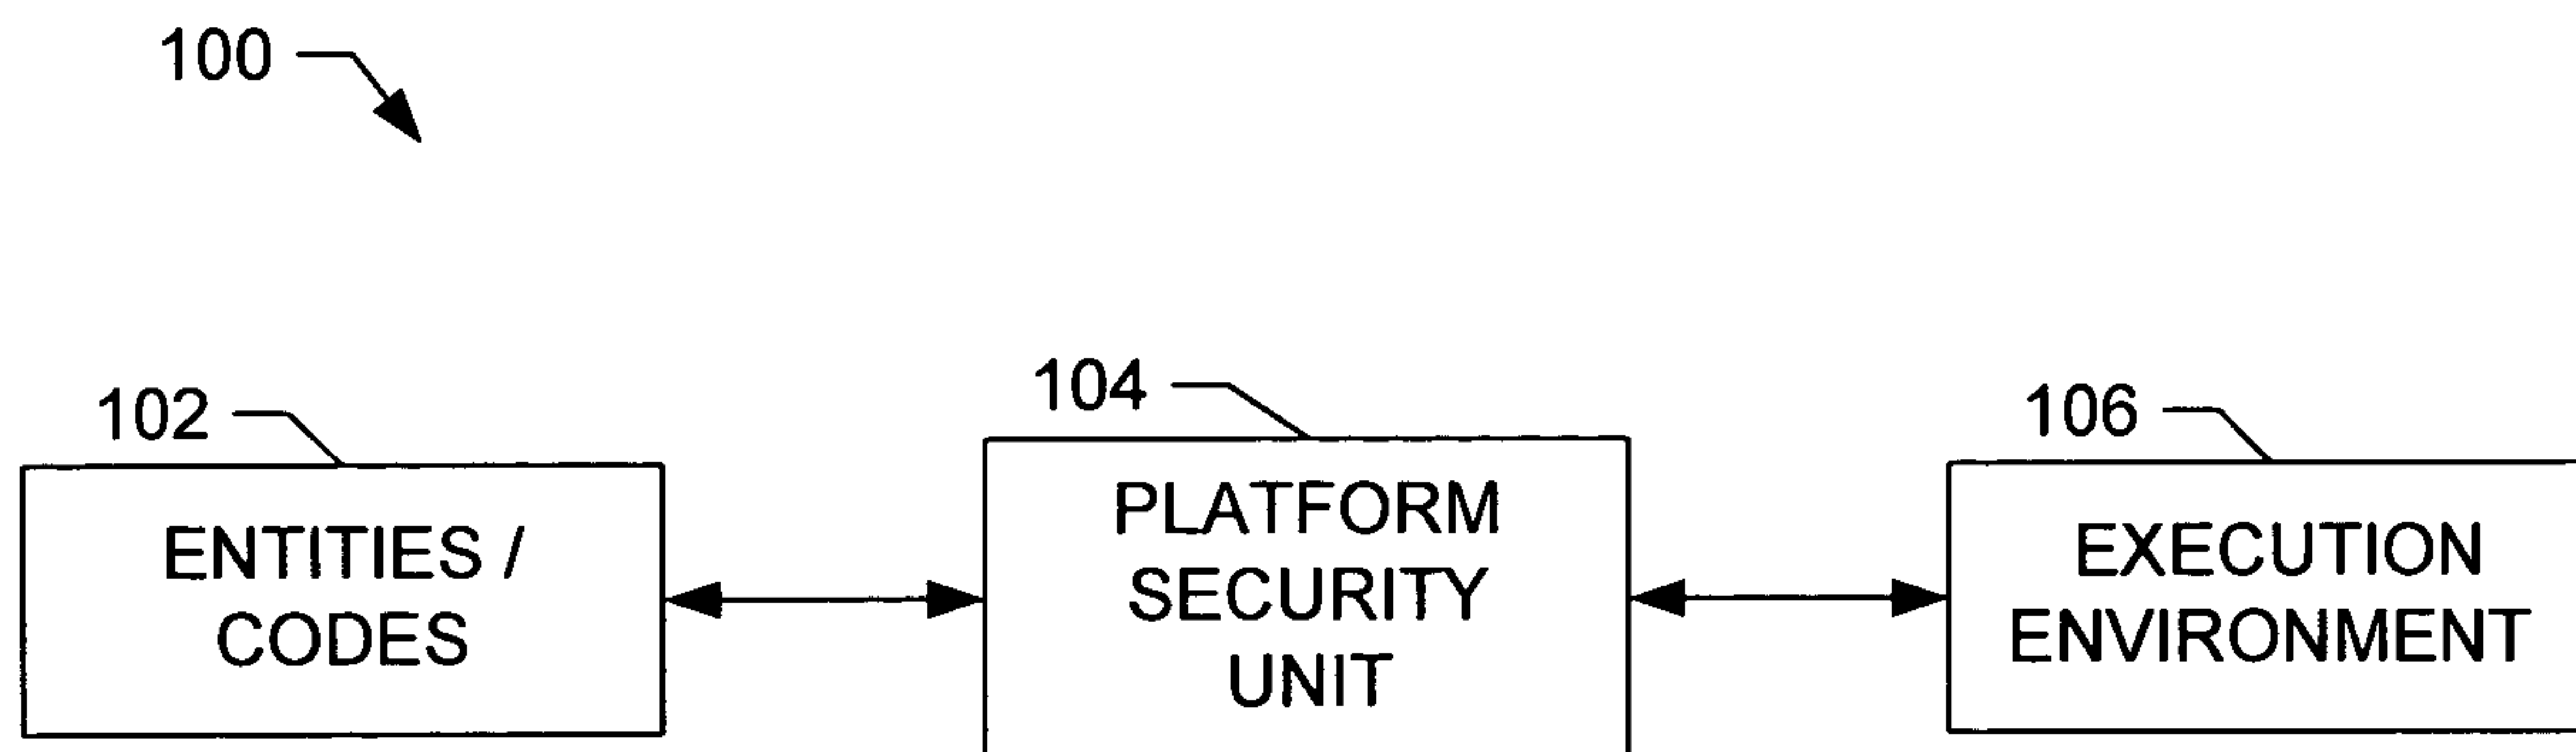 100
102
104
106
ENTITIES /
CODES
PLATFORM
SECURITY
UNIT
EXECUTION
ENVIRONMENT